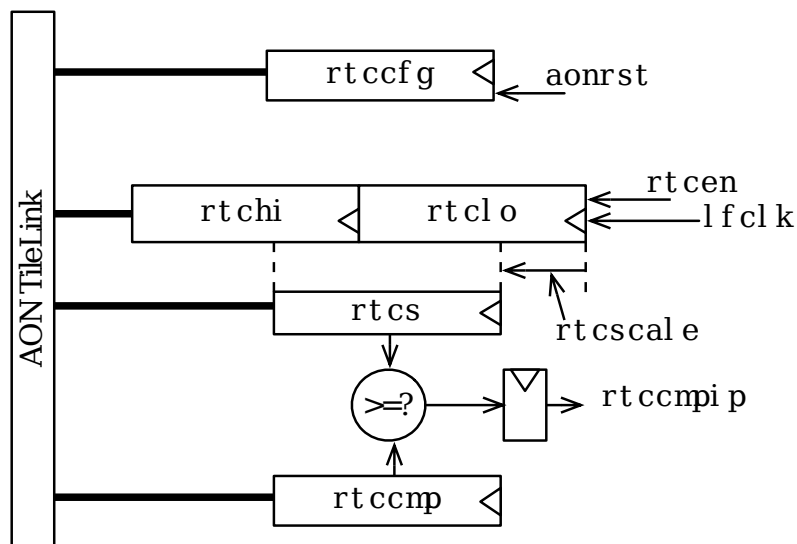 rtccfg
aonrst
AON TileLink
rtchi
rtclo
rtcen
lfclk
rtcs
rtcscale
>=?
rtccmpip
rtccmp